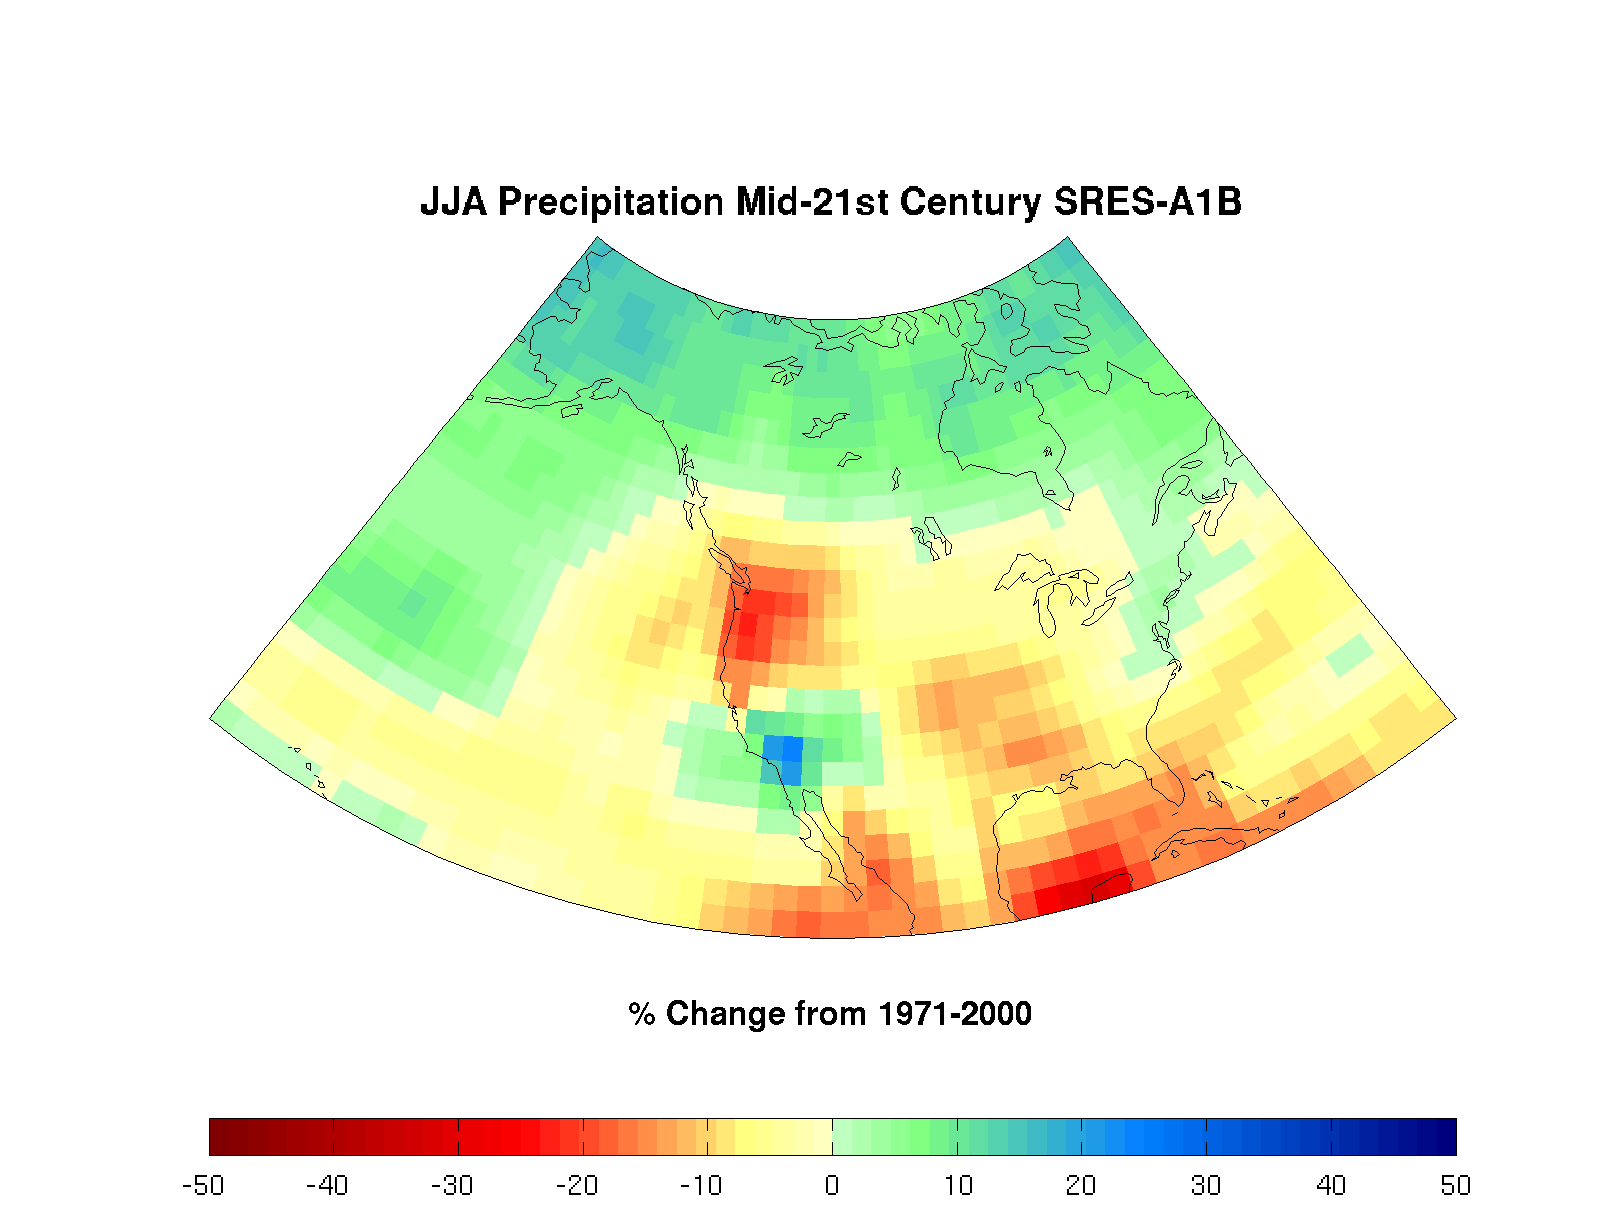 JJA Precipitation Mid-21st Century SRES-A1B
% Change from 1971-2000
-50 -40 -30 -20 -10 0 10 20 30 40 50